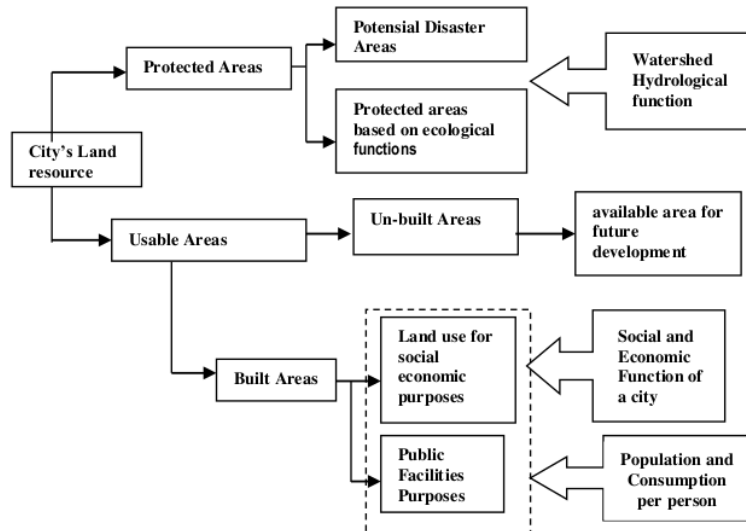 Potensial Disaster
Areas
Protected Areas
Watershed
Hydrological
function
Protected areas
based on ecological
functions
City's Land
resource
Un-built Areas
available area for
future
development
Usable Areas
Land use for
social
economic
purposes
Social and
Economic
Function of
a city
Built Areas
Public
Facilities
Purposes
Population and
Consumption
per person